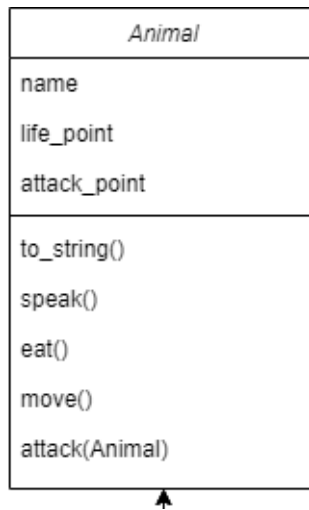 Animal
name
life_point
attack_point
to_string()
speak()
eat()
move()
attack(Animal)